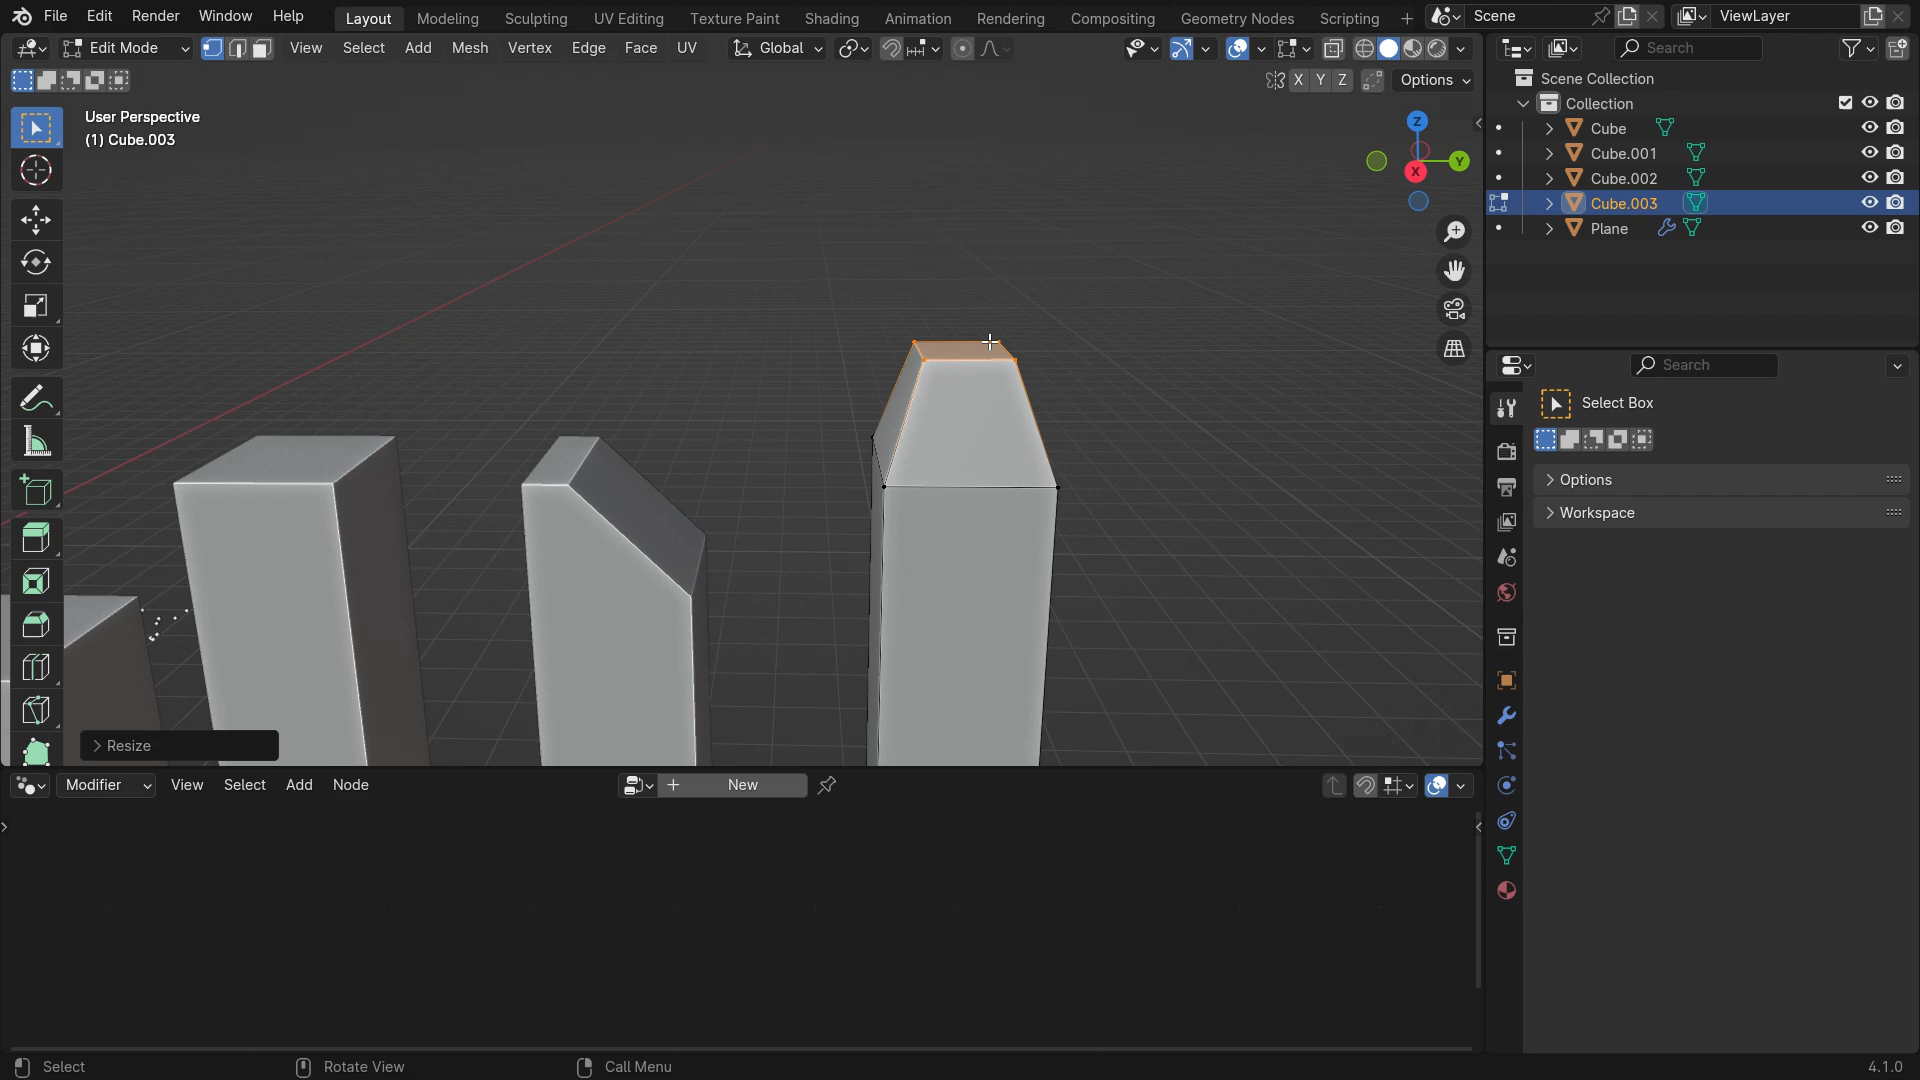 File Edit Render Window Help Layout Modeling Sculpting UV Editing Texture Paint Shading Animation Rendering Compositing Geometry Nodes Scripting + Scene ViewLayer
Edit Mode View Select Add Mesh Vertex Edge Face UV Global Search
X Y Z Options
User Perspective
(1) Cube.003
Z
Y
X
Scene Collection
Collection
Cube
Cube.001
Cube.002
Cube.003
Plane
Search
Select Box
Options
Workspace
Resize
Modifier View Select Add Node + New
Select Rotate View Call Menu 4.1.0